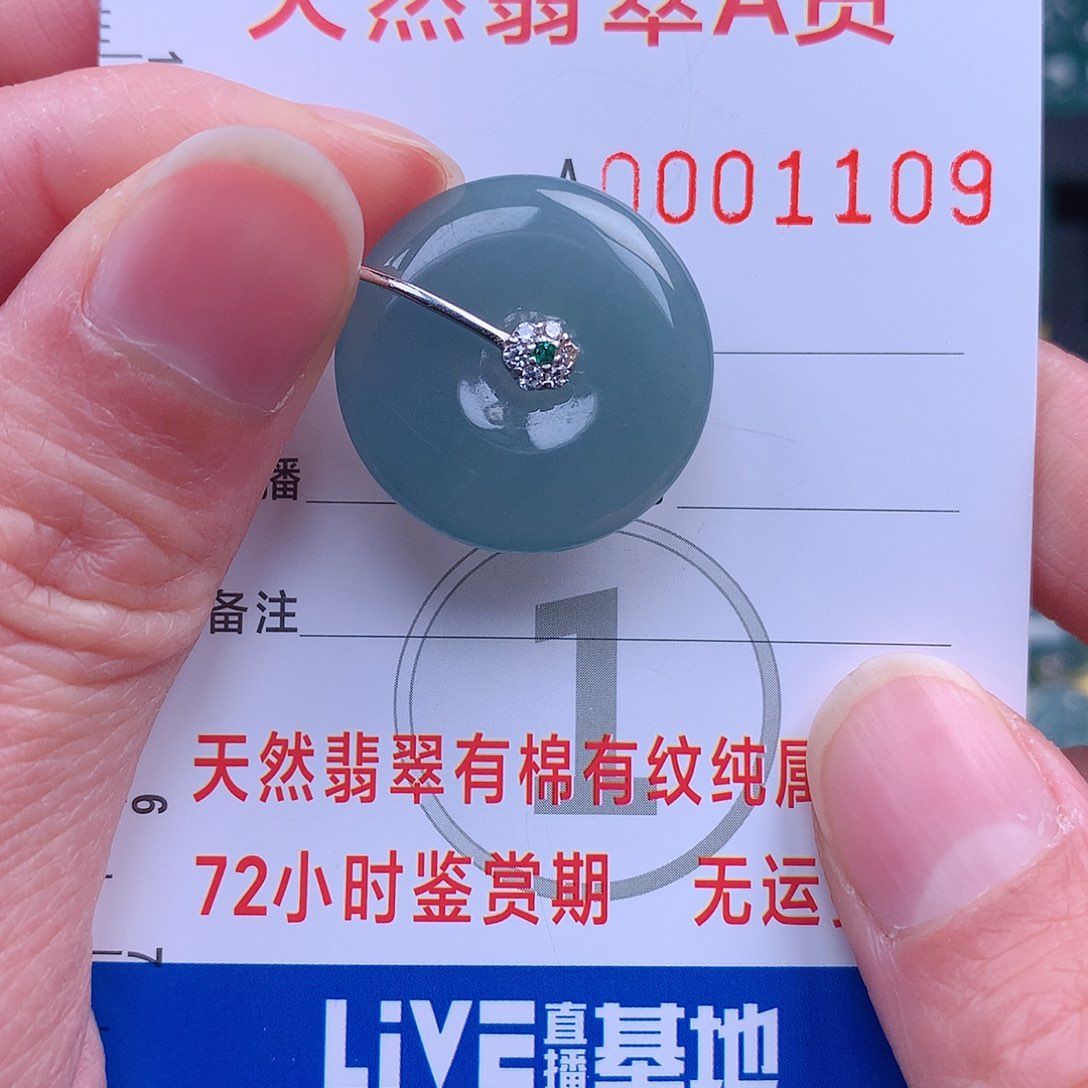 天然翡翠A货
A0001109
播
备注
1
天然翡翠有棉有纹纯属
72小时鉴赏期 无运
6
7
LiVE直播基地